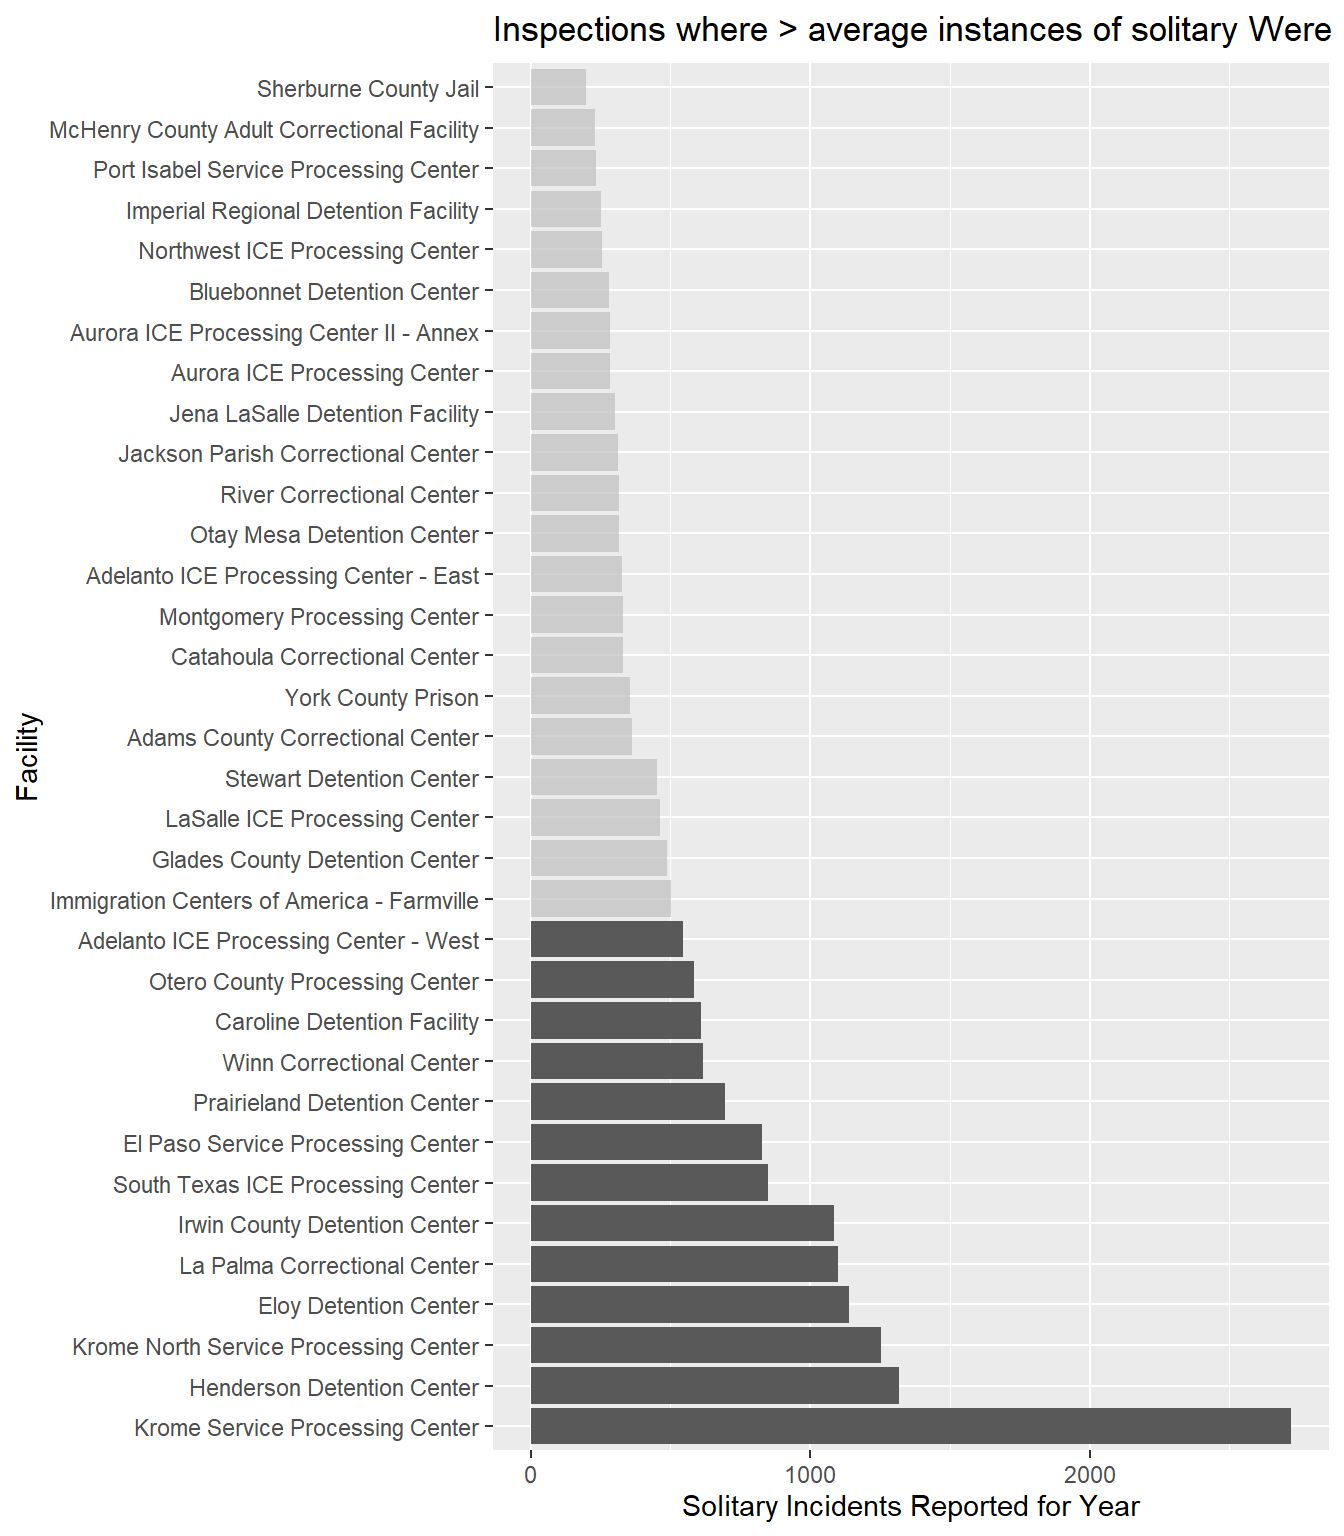 Inspections where > average instances of solitary Were
Sherburne County Jail
McHenry County Adult Correctional Facility
Port Isabel Service Processing Center
Imperial Regional Detention Facility
Northwest ICE Processing Center
Bluebonnet Detention Center
Aurora ICE Processing Center II - Annex
Aurora ICE Processing Center
Jena LaSalle Detention Facility
Jackson Parish Correctional Center
River Correctional Center
Otay Mesa Detention Center
Adelanto ICE Processing Center - East
Montgomery Processing Center
Catahoula Correctional Center
York County Prison
Adams County Correctional Center
Stewart Detention Center
LaSalle ICE Processing Center
Glades County Detention Center
Immigration Centers of America - Farmville
Adelanto ICE Processing Center - West
Otero County Processing Center
Caroline Detention Facility
Winn Correctional Center
Prairieland Detention Center
El Paso Service Processing Center
South Texas ICE Processing Center
Irwin County Detention Center
La Palma Correctional Center
Eloy Detention Center
Krome North Service Processing Center
Henderson Detention Center
Krome Service Processing Center
Facility
0 1000 2000
Solitary Incidents Reported for Year